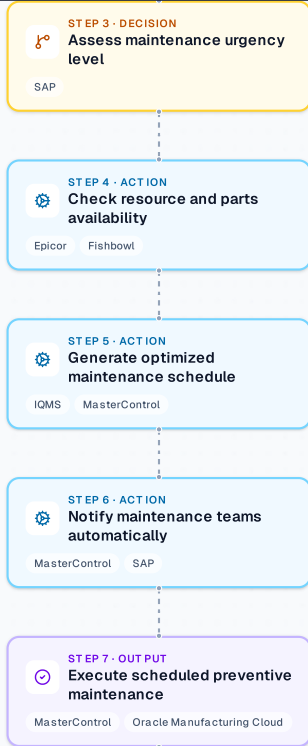 STEP 3 · DECISION
Assess maintenance urgency
level
SAP
STEP 4 · ACTION
Check resource and parts
availability
Epicor Fishbowl
STEP 5 · ACTION
Generate optimized
maintenance schedule
IQMS MasterControl
STEP 6 · ACTION
Notify maintenance teams
automatically
MasterControl SAP
STEP 7 · OUTPUT
Execute scheduled preventive
maintenance
MasterControl Oracle Manufacturing Cloud